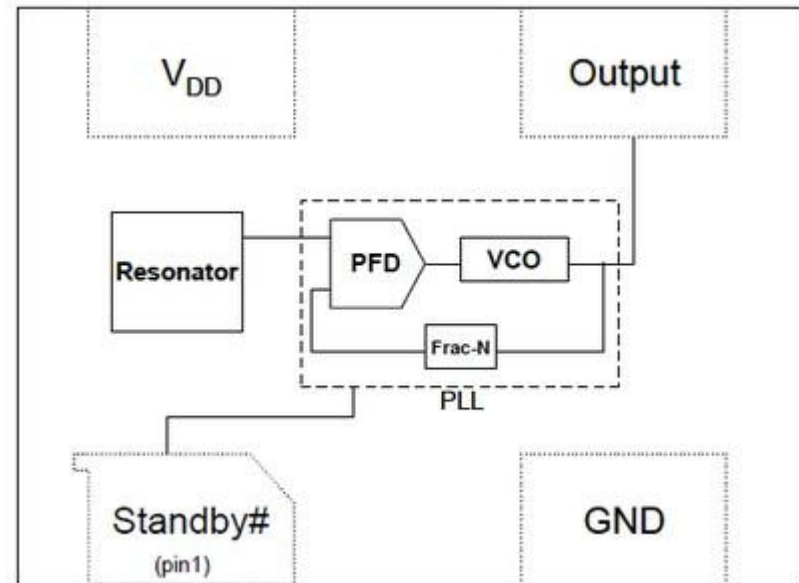 VDD
Output
Resonator
PFD
VCO
Frac-N
PLL
Standby#
(pin1)
GND